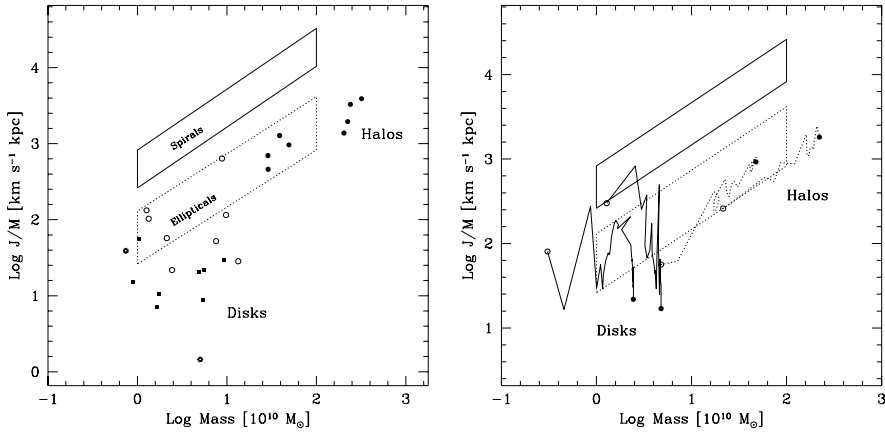 4
3
2
1
0
Log J/M [km s⁻¹ kpc]
Spirals
Ellipticals
Halos
Disks
−1
0
1
2
3
Log Mass [10¹⁰ M☉]
4
3
2
1
Log J/M [km s⁻¹ kpc]
Halos
Disks
−1
0
1
2
3
Log Mass [10¹⁰ M☉]